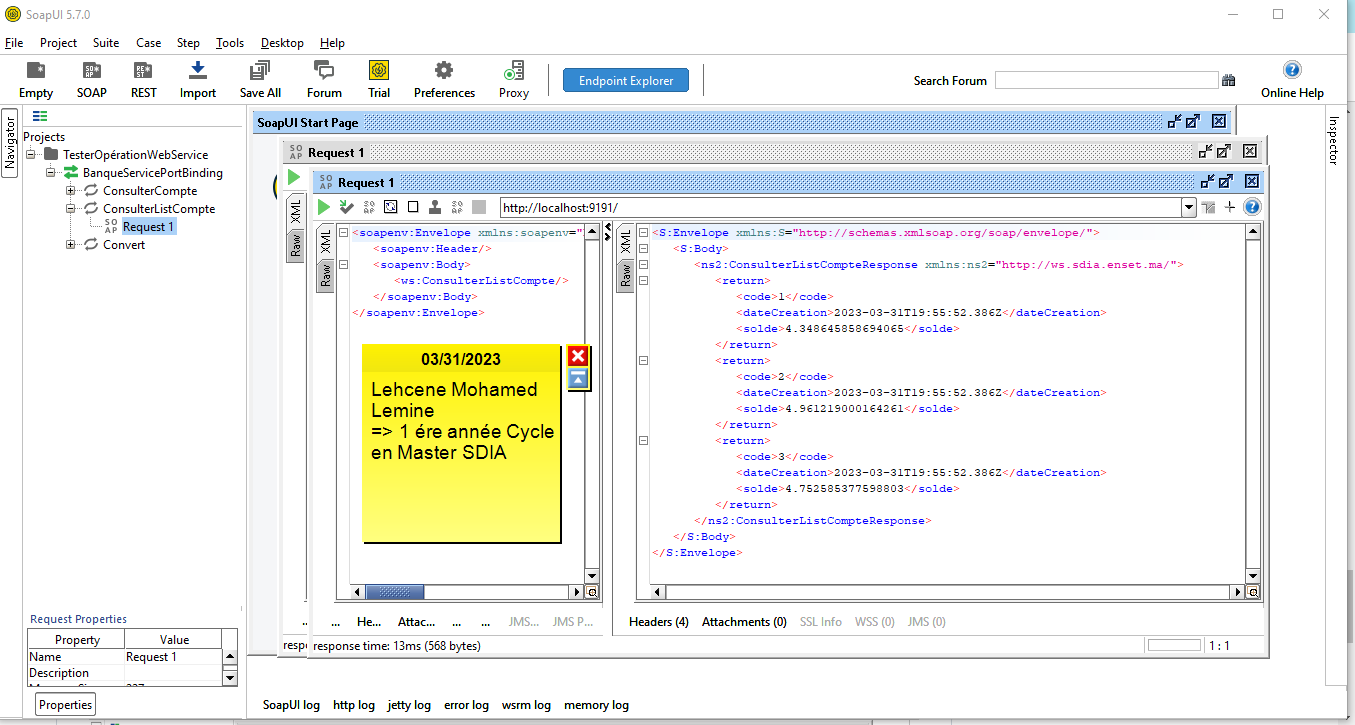 SoapUI 5.7.0
File Project Suite Case Step Tools Desktop Help
Empty SOAP REST Import Save All Forum Trial Preferences Proxy Endpoint Explorer Search Forum Online Help
Navigator
Inspector
Projects
TesterOpérationWebService
BanqueServicePortBinding
ConsulterCompte
ConsulterListCompte
Request 1
Convert
SoapUI Start Page
Request 1
Request 1
http://localhost:9191/
XML
Raw
XML
Raw
<soapenv:Envelope xmlns:soapenv="
<soapenv:Header/>
<soapenv:Body>
<ws:ConsulterListCompte/>
</soapenv:Body>
</soapenv:Envelope>
03/31/2023
Lehcene Mohamed
Lemine
=> 1 ére année Cycle
en Master SDIA
XML
Raw
<S:Envelope xmlns:S="http://schemas.xmlsoap.org/soap/envelope/">
<S:Body>
<ns2:ConsulterListCompteResponse xmlns:ns2="http://ws.sdia.enset.ma/">
<return>
<code>1</code>
<dateCreation>2023-03-31T19:55:52.386Z</dateCreation>
<solde>4.348645858694065</solde>
</return>
<return>
<code>2</code>
<dateCreation>2023-03-31T19:55:52.386Z</dateCreation>
<solde>4.961219000164261</solde>
</return>
<return>
<code>3</code>
<dateCreation>2023-03-31T19:55:52.386Z</dateCreation>
<solde>4.752585377598803</solde>
</return>
</ns2:ConsulterListCompteResponse>
</S:Body>
</S:Envelope>
... ... He... Attac... ... ... JMS... JMS P...
Headers (4) Attachments (0) SSL Info WSS (0) JMS (0)
respo response time: 13ms (568 bytes) 1 : 1
Request Properties
Property Value
Name Request 1
Description
Properties
SoapUI log http log jetty log error log wsrm log memory log